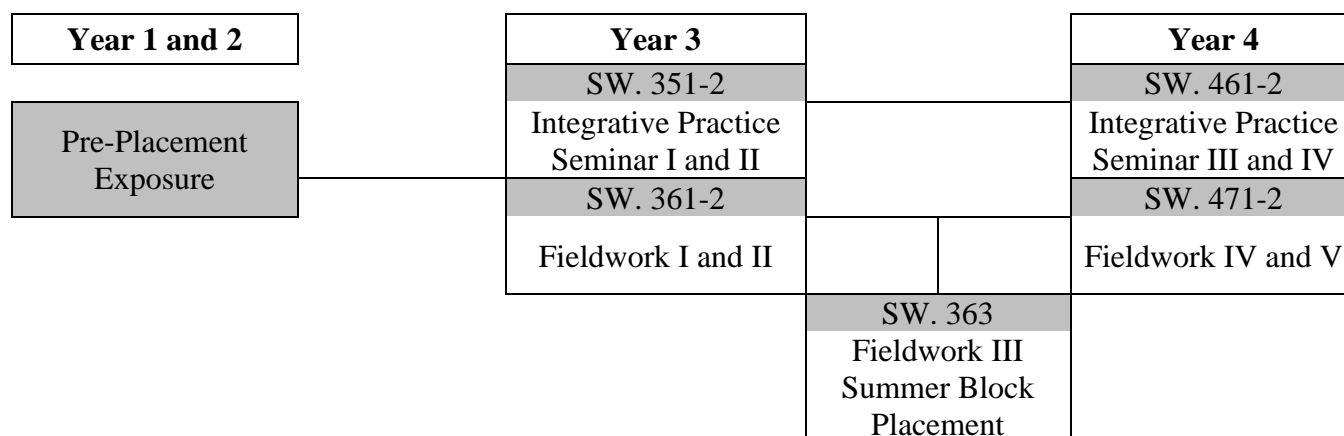 Year 1 and 2
Pre-Placement
Exposure
Year 3
SW. 351-2
Integrative Practice
Seminar I and II
SW. 361-2
Fieldwork I and II
SW. 363
Fieldwork III
Summer Block
Placement
Year 4
SW. 461-2
Integrative Practice
Seminar III and IV
SW. 471-2
Fieldwork IV and V